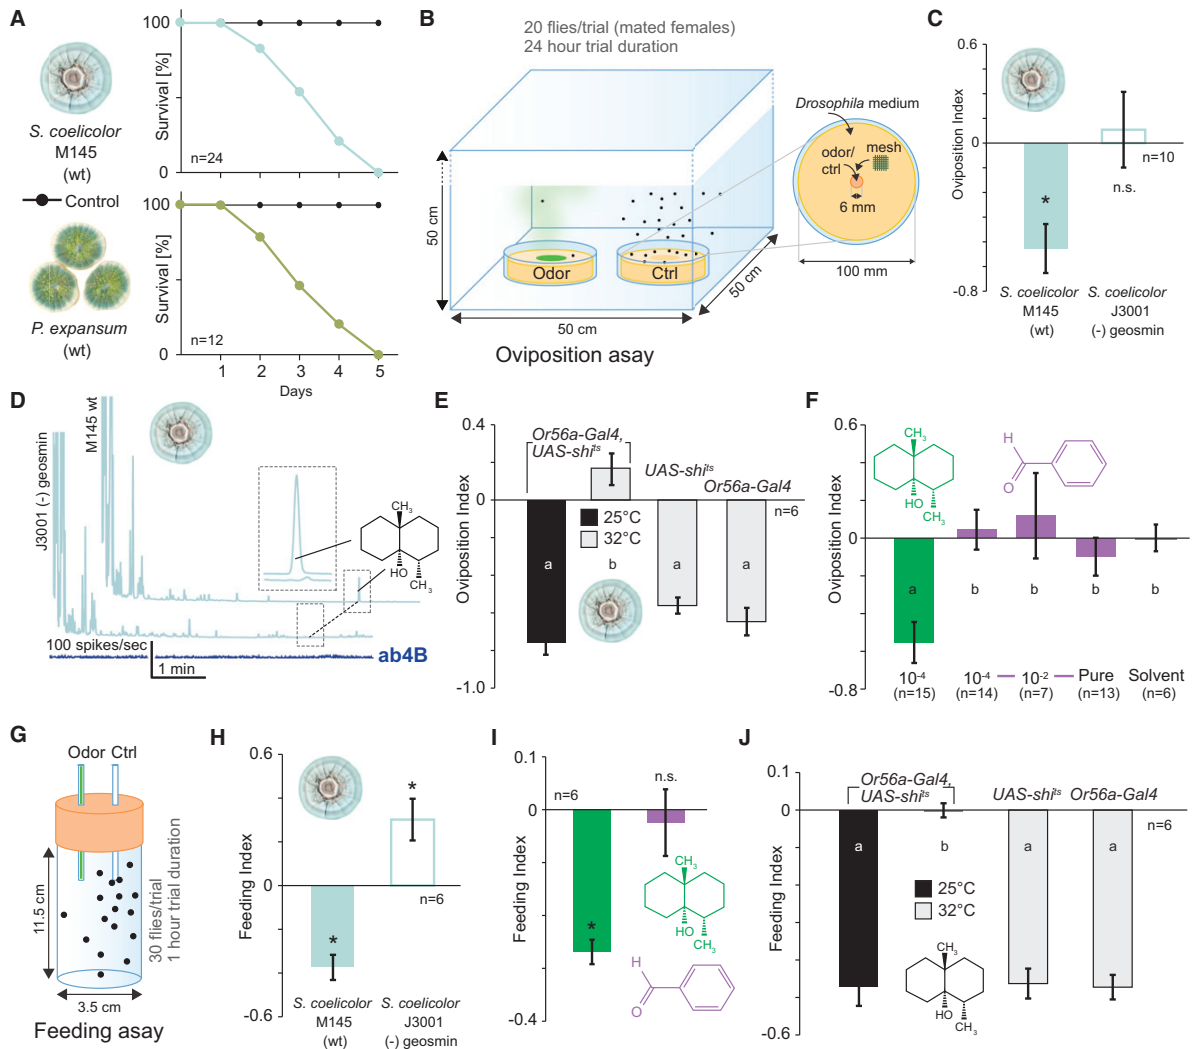 A
100
Survival [%]
0
n=24
S. coelicolor
M145
(wt)
Control
100
Survival [%]
0
n=12
P. expansum
(wt)
1 2 3 4 5
Days
B
20 flies/trial (mated females)
24 hour trial duration
Drosophila medium
odor/
ctrl
mesh
6 mm
100 mm
50 cm
Odor
Ctrl
50 cm
50 cm
Oviposition assay
C
0.6
Oviposition Index
0
-0.8
*
n=10
n.s.
S. coelicolor
M145
(wt)
S. coelicolor
J3001
(-) geosmin
D
J3001 (-) geosmin
M145 wt
CH3
HO
CH3
100 spikes/sec
1 min
ab4B
E
0.4
Oviposition Index
0
-1.0
Or56a-Gal4,
UAS-shits
UAS-shits
Or56a-Gal4
n=6
25°C
32°C
a b a a
F
0.6
Oviposition Index
0
-0.8
CH3
HO
CH3
H
O
a b b b b
10-4 10-4 10-2 Pure Solvent
(n=15) (n=14) (n=7) (n=13) (n=6)
G
Odor Ctrl
11.5 cm
30 flies/trial
1 hour trial duration
3.5 cm
Feeding assay
H
0.6
Feeding Index
0
-0.6
*
*
n=6
S. coelicolor
M145
(wt)
S. coelicolor
J3001
(-) geosmin
I
0.1
Feeding Index
0
-0.4
n=6
n.s.
*
CH3
HO
CH3
H
O
J
0.1
Feeding Index
0
-0.6
Or56a-Gal4,
UAS-shits
UAS-shits
Or56a-Gal4
n=6
a b a a
25°C
32°C
CH3
HO
CH3